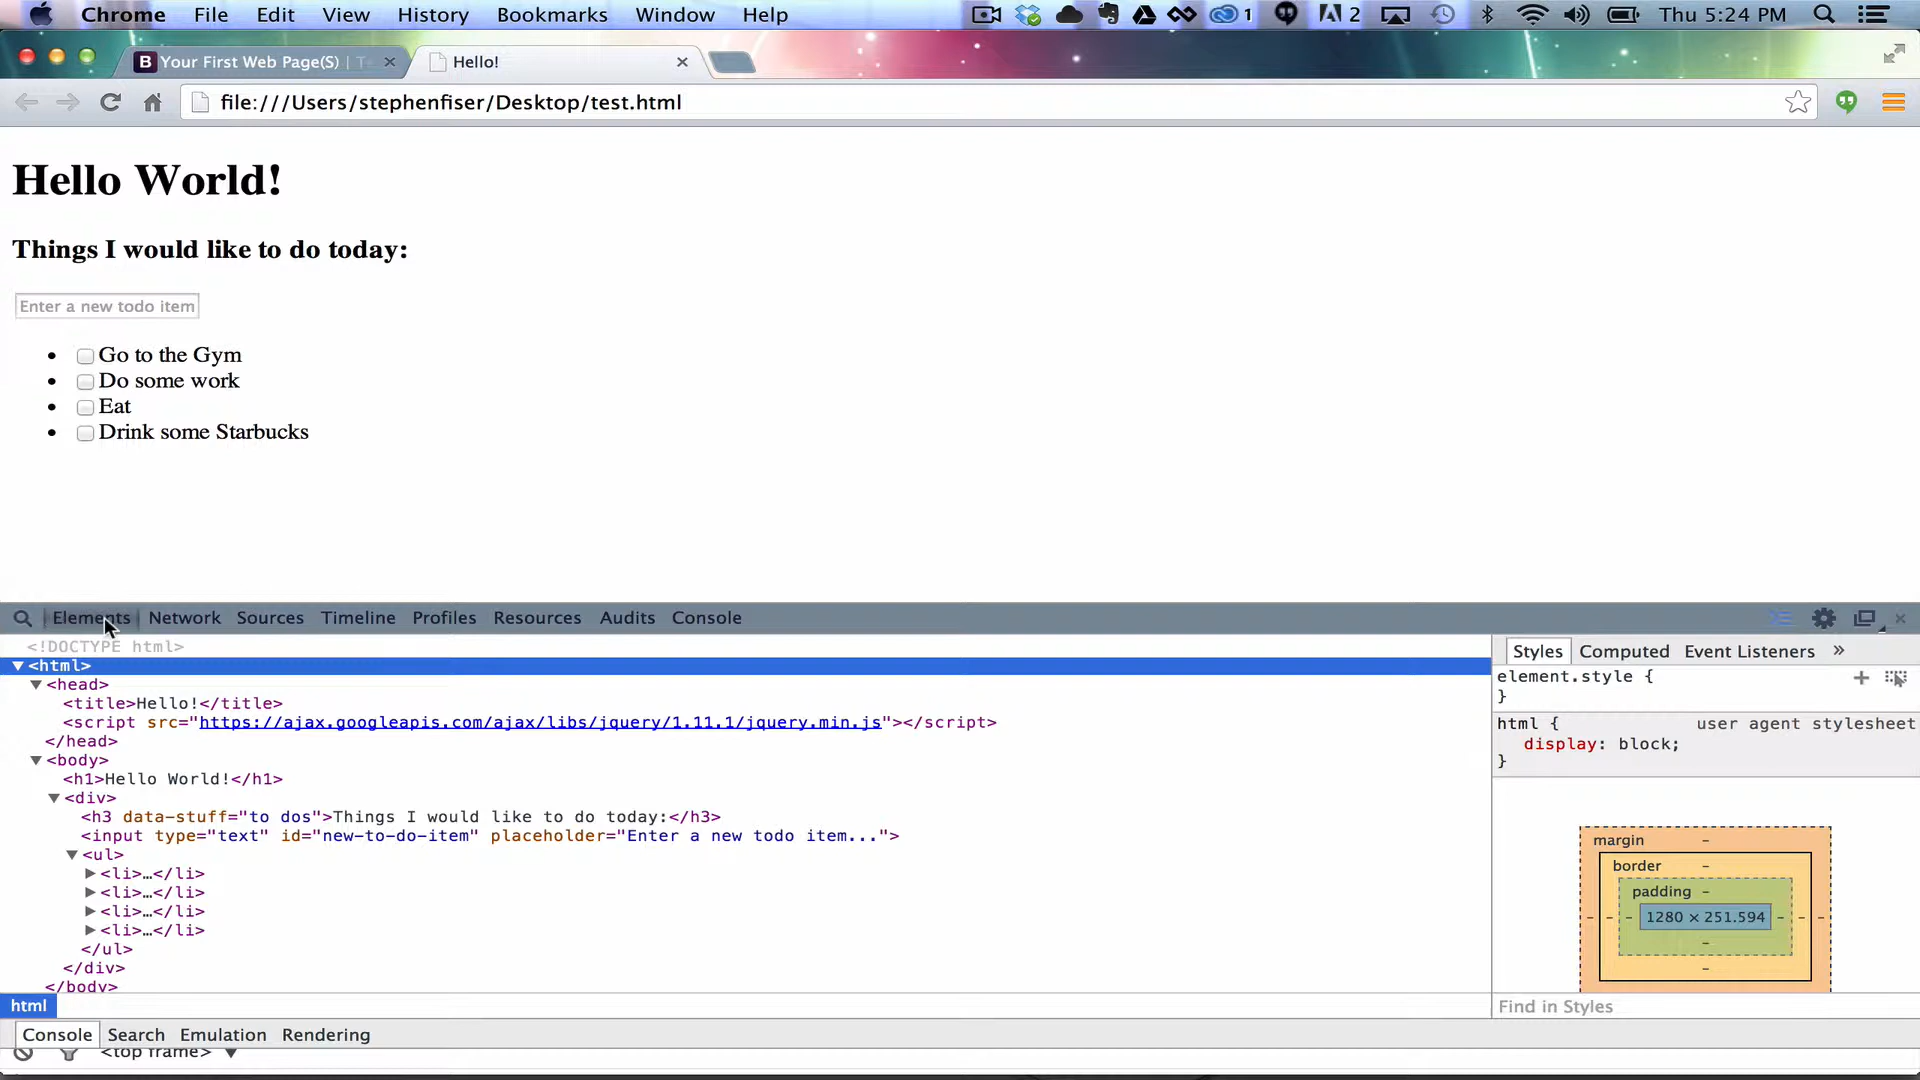 Chrome File Edit View History Bookmarks Window Help 1 2 Thu 5:24 PM
B Your First Web Page(S) | Hello!
file:///Users/stephenfiser/Desktop/test.html
Hello World!
Things I would like to do today:
Enter a new todo item
• Go to the Gym
• Do some work
• Eat
• Drink some Starbucks
Elements Network Sources Timeline Profiles Resources Audits Console
<!DOCTYPE html>
<html>
<head>
<title>Hello!</title>
<script src="https://ajax.googleapis.com/ajax/libs/jquery/1.11.1/jquery.min.js"></script>
</head>
<body>
<h1>Hello World!</h1>
<div>
<h3 data-stuff="to dos">Things I would like to do today:</h3>
<input type="text" id="new-to-do-item" placeholder="Enter a new todo item...">
<ul>
<li>…</li>
<li>…</li>
<li>…</li>
<li>…</li>
</ul>
</div>
</body>
html
Styles Computed Event Listeners »
element.style {
}
html { user agent stylesheet
display: block;
}
margin –
border –
padding –
– – – 1280 × 251.594 – – –
–
–
Find in Styles
Console Search Emulation Rendering
<top frame> ▼